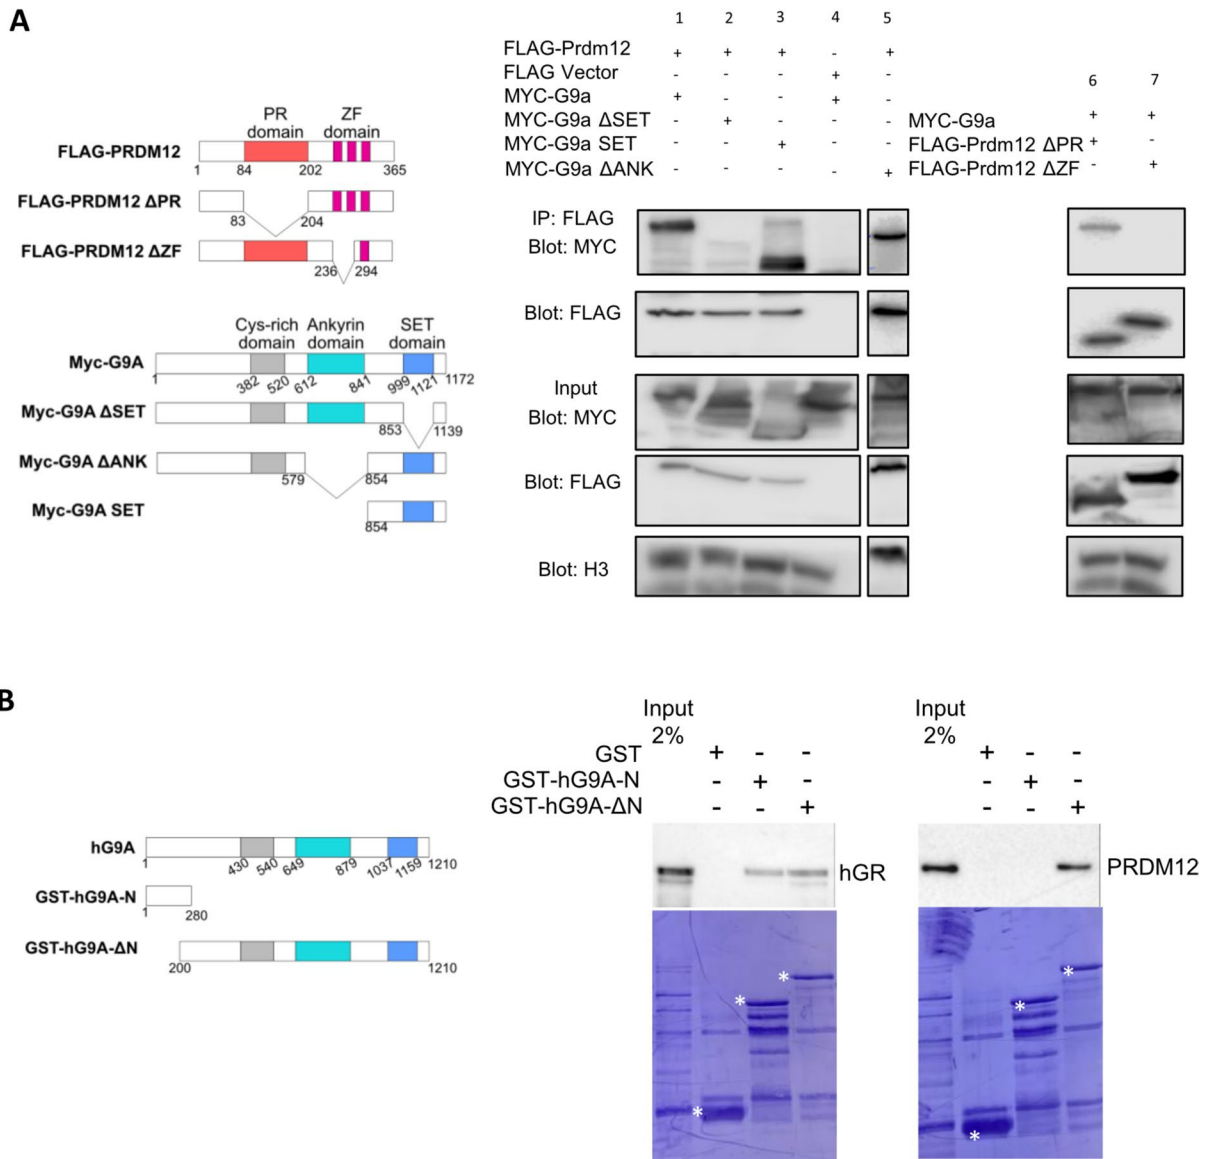 A
1 2 3 4 5
FLAG-Prdm12 + + + - +
FLAG Vector - - - + -
MYC-G9a + - - + -
MYC-G9a ΔSET - + - - -
MYC-G9a SET - - + - -
MYC-G9a ΔANK - - - - +
6 7
MYC-G9a + +
FLAG-Prdm12 ΔPR + -
FLAG-Prdm12 ΔZF - +
PR domain
ZF domain
FLAG-PRDM12
1 84 202 365
FLAG-PRDM12 ΔPR
83 204
FLAG-PRDM12 ΔZF
236 294
Cys-rich domain
Ankyrin domain
SET domain
Myc-G9A
1 382 520 612 841 999 1121 1172
Myc-G9A ΔSET
853 1139
Myc-G9A ΔANK
579 854
Myc-G9A SET
854
IP: FLAG
Blot: MYC
Blot: FLAG
Input
Blot: MYC
Blot: FLAG
Blot: H3
B
hG9A
1 430 540 649 879 1037 1159 1210
GST-hG9A-N
1 280
GST-hG9A-ΔN
200 1210
Input
2%
GST + - -
GST-hG9A-N - + -
GST-hG9A-ΔN - - +
hGR
* * *
Input
2%
+ - -
- + -
- - +
PRDM12
* * *